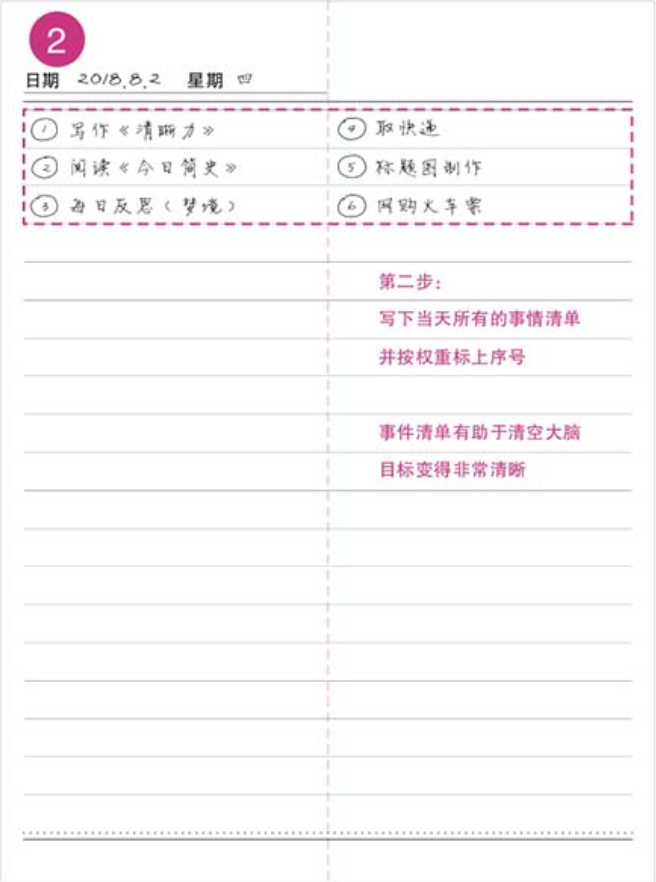 2
日期 2018.8.2 星期 四
① 写作《清晰力》 ④ 取快递
② 阅读《今日简史》 ⑤ 标题图制作
③ 每日反思（梦境） ⑥ 网购火车票
第二步：
写下当天所有的事情清单
并按权重标上序号
事件清单有助于清空大脑
目标变得非常清晰